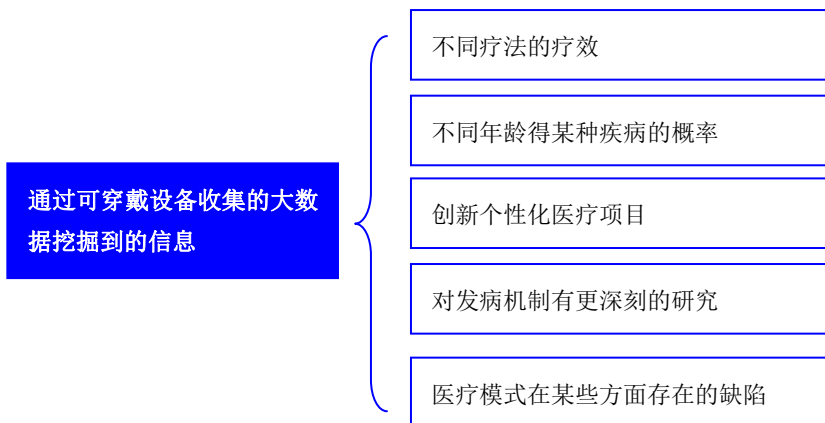 不同疗法的疗效
不同年龄得某种疾病的概率
通过可穿戴设备收集的大数
据挖掘到的信息
创新个性化医疗项目
对发病机制有更深刻的研究
医疗模式在某些方面存在的缺陷